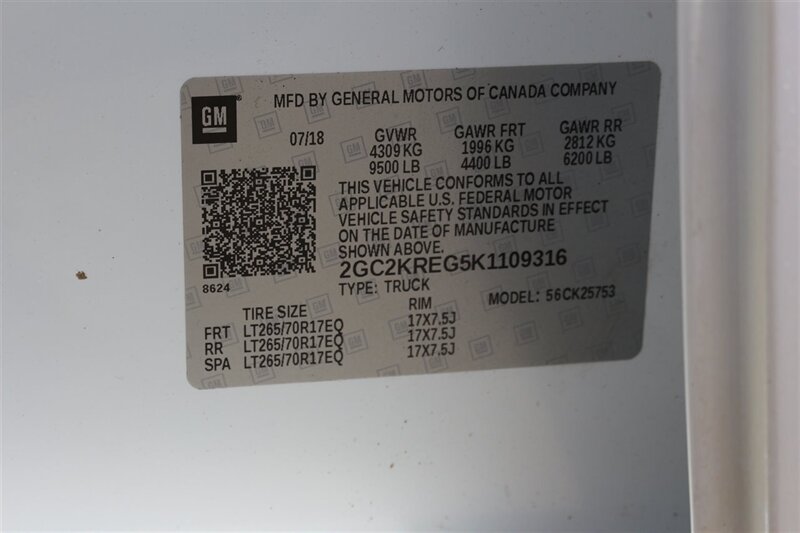 GM
MFD BY GENERAL MOTORS OF CANADA COMPANY
07/18 GVWR GAWR FRT GAWR RR
4309 KG 1996 KG 2812 KG
9500 LB 4400 LB 6200 LB
THIS VEHICLE CONFORMS TO ALL
APPLICABLE U.S. FEDERAL MOTOR
VEHICLE SAFETY STANDARDS IN EFFECT
ON THE DATE OF MANUFACTURE
SHOWN ABOVE.
8624
2GC2KREG5K1109316
TYPE: TRUCK MODEL: 56CK25753
TIRE SIZE RIM
FRT LT265/70R17EQ 17X7.5J
RR LT265/70R17EQ 17X7.5J
SPA LT265/70R17EQ 17X7.5J